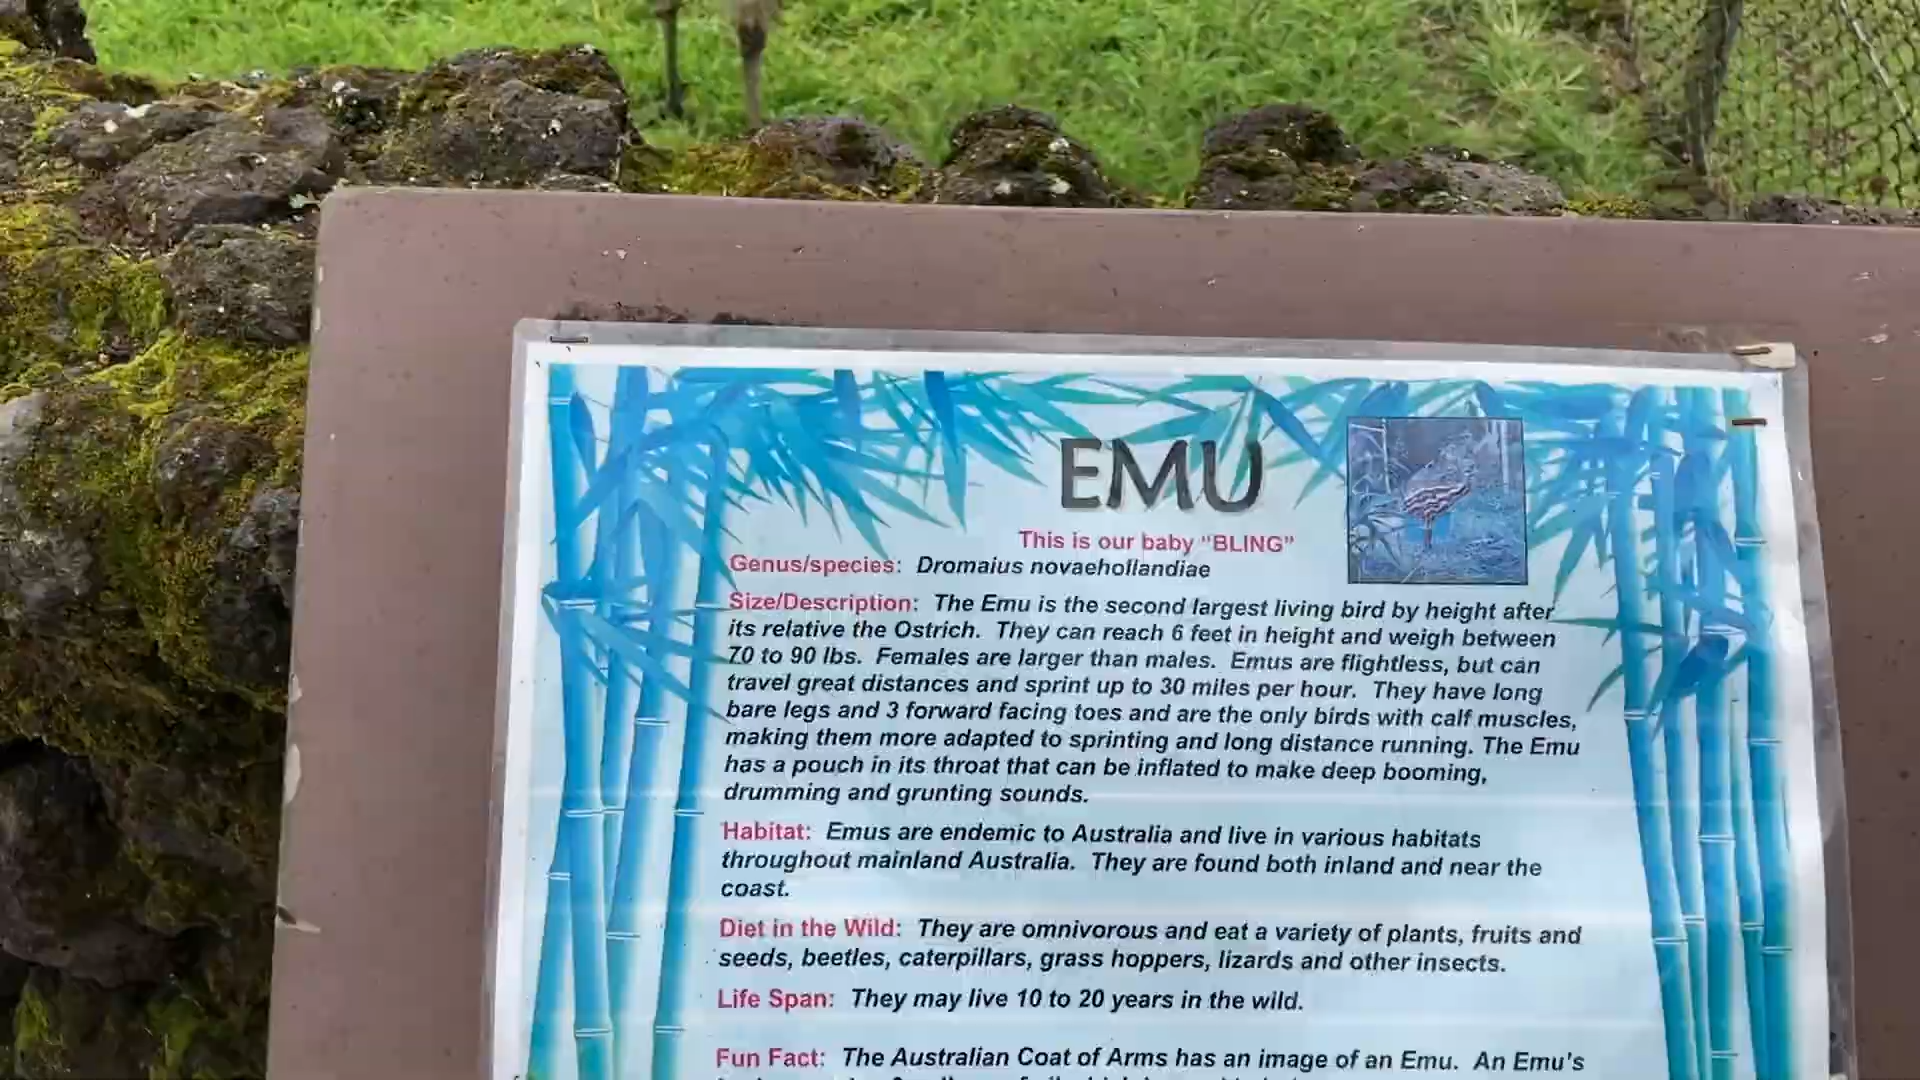 EMU
This is our baby "BLING"
Genus/species: Dromaius novaehollandiae
Size/Description: The Emu is the second largest living bird by height after
its relative the Ostrich. They can reach 6 feet in height and weigh between
70 to 90 lbs. Females are larger than males. Emus are flightless, but can
travel great distances and sprint up to 30 miles per hour. They have long
bare legs and 3 forward facing toes and are the only birds with calf muscles,
making them more adapted to sprinting and long distance running. The Emu
has a pouch in its throat that can be inflated to make deep booming,
drumming and grunting sounds.
Habitat: Emus are endemic to Australia and live in various habitats
throughout mainland Australia. They are found both inland and near the
coast.
Diet in the Wild: They are omnivorous and eat a variety of plants, fruits and
seeds, beetles, caterpillars, grass hoppers, lizards and other insects.
Life Span: They may live 10 to 20 years in the wild.
Fun Fact: The Australian Coat of Arms has an image of an Emu. An Emu's